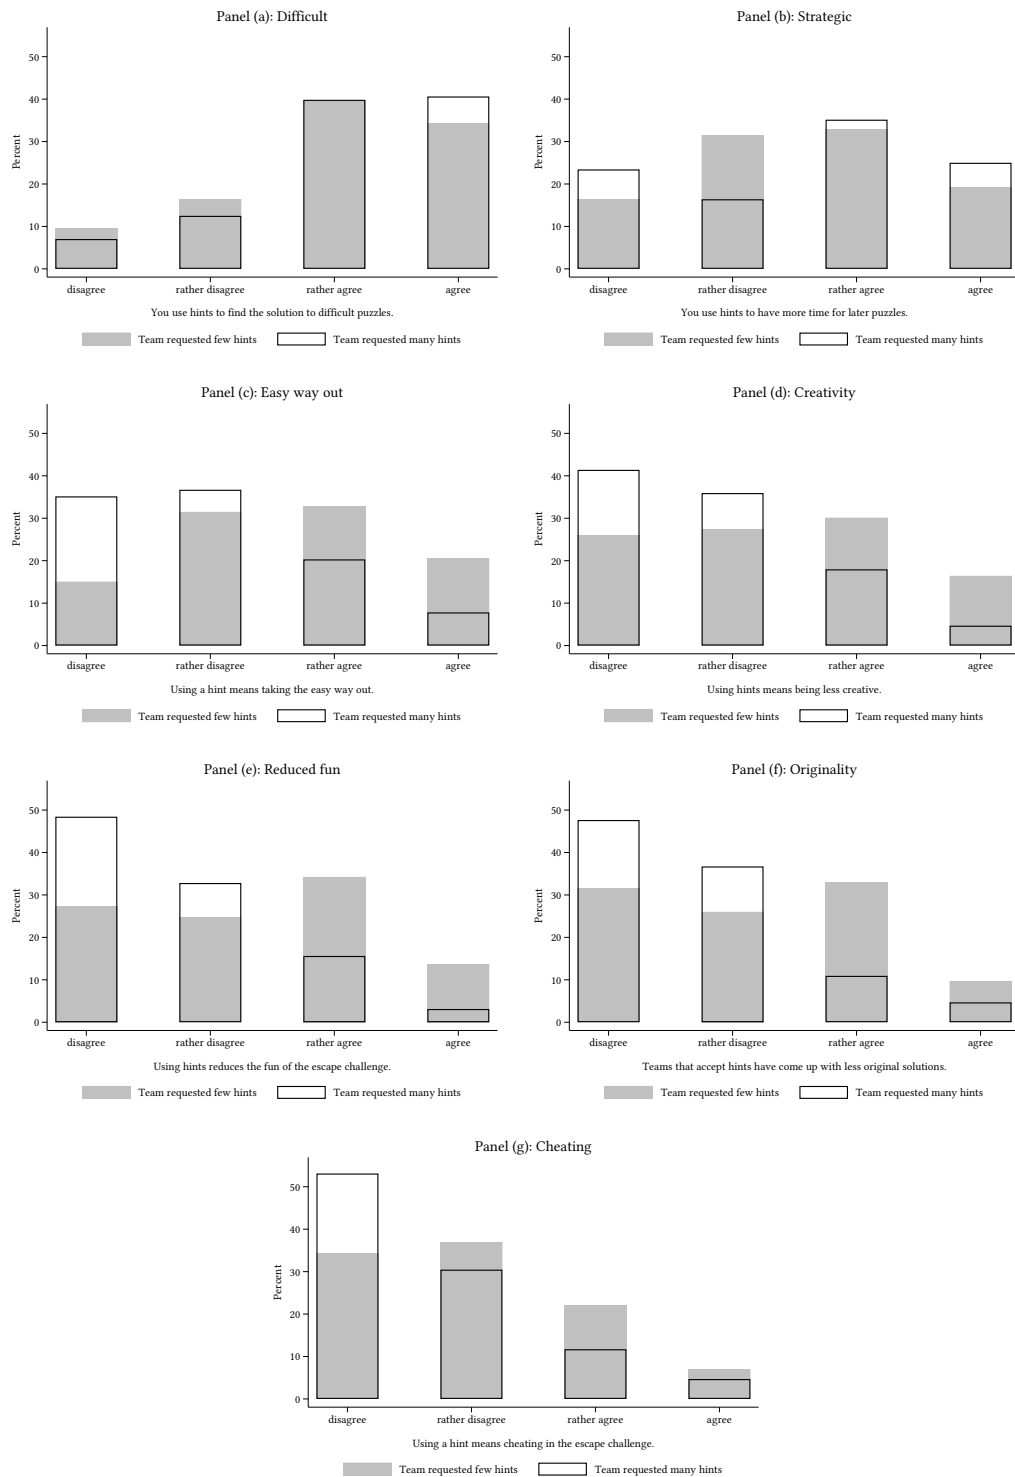 Panel (a): Difficult
Percent
50
40
30
20
10
0
disagree rather disagree rather agree agree
You use hints to find the solution to difficult puzzles.
Team requested few hints Team requested many hints
Panel (b): Strategic
Percent
50
40
30
20
10
0
disagree rather disagree rather agree agree
You use hints to have more time for later puzzles.
Team requested few hints Team requested many hints
Panel (c): Easy way out
Percent
50
40
30
20
10
0
disagree rather disagree rather agree agree
Using a hint means taking the easy way out.
Team requested few hints Team requested many hints
Panel (d): Creativity
Percent
50
40
30
20
10
0
disagree rather disagree rather agree agree
Using hints means being less creative.
Team requested few hints Team requested many hints
Panel (e): Reduced fun
Percent
50
40
30
20
10
0
disagree rather disagree rather agree agree
Using hints reduces the fun of the escape challenge.
Team requested few hints Team requested many hints
Panel (f): Originality
Percent
50
40
30
20
10
0
disagree rather disagree rather agree agree
Teams that accept hints have come up with less original solutions.
Team requested few hints Team requested many hints
Panel (g): Cheating
Percent
50
40
30
20
10
0
disagree rather disagree rather agree agree
Using a hint means cheating in the escape challenge.
Team requested few hints Team requested many hints